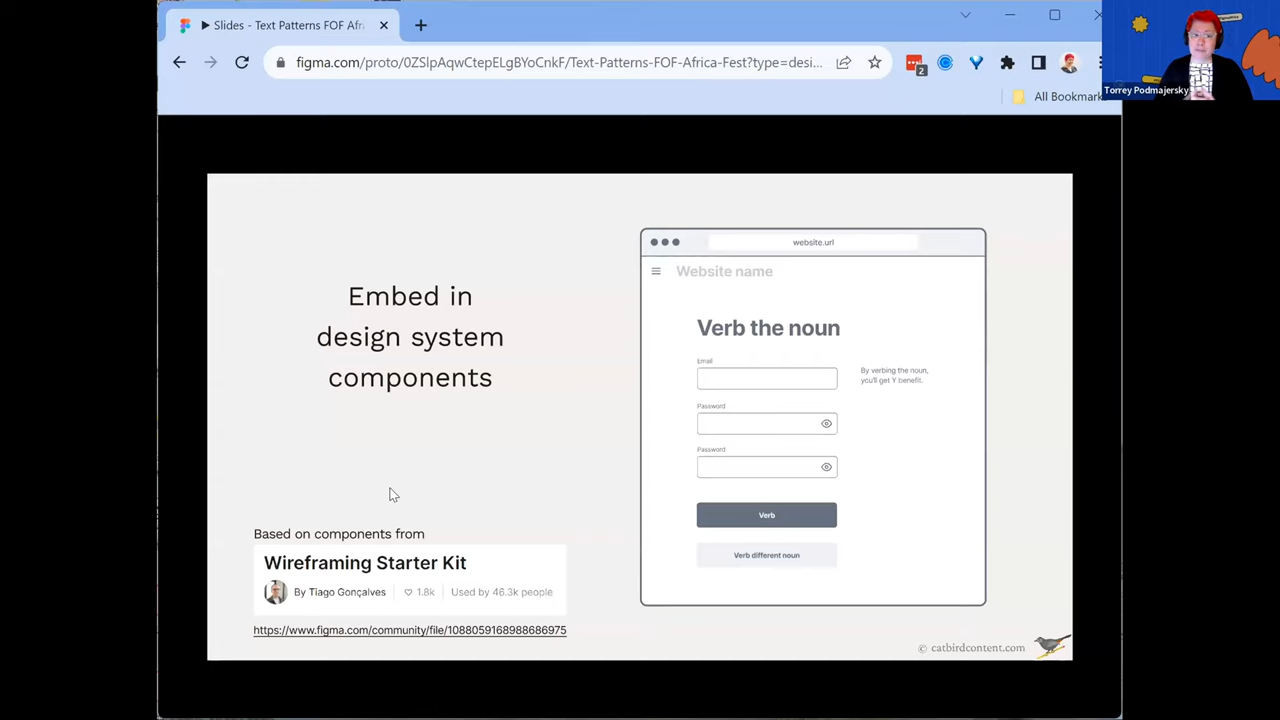 Slides - Text Patterns FOF Afri
figma.com/proto/0ZSlpAqwCtepELgBYoCnkF/Text-Patterns-FOF-Africa-Fest?type=desi...
2
All Bookmark
Torrey Podmajersky
Embed in
design system
components
Based on components from
Wireframing Starter Kit
By Tiago Gonçalves
1.8k
Used by 46.3k people
https://www.figma.com/community/file/1088059168988686975
website.url
Website name
Verb the noun
Email
By verbing the noun,
you'll get Y benefit.
Password
Password
Verb
Verb different noun
© catbirdcontent.com